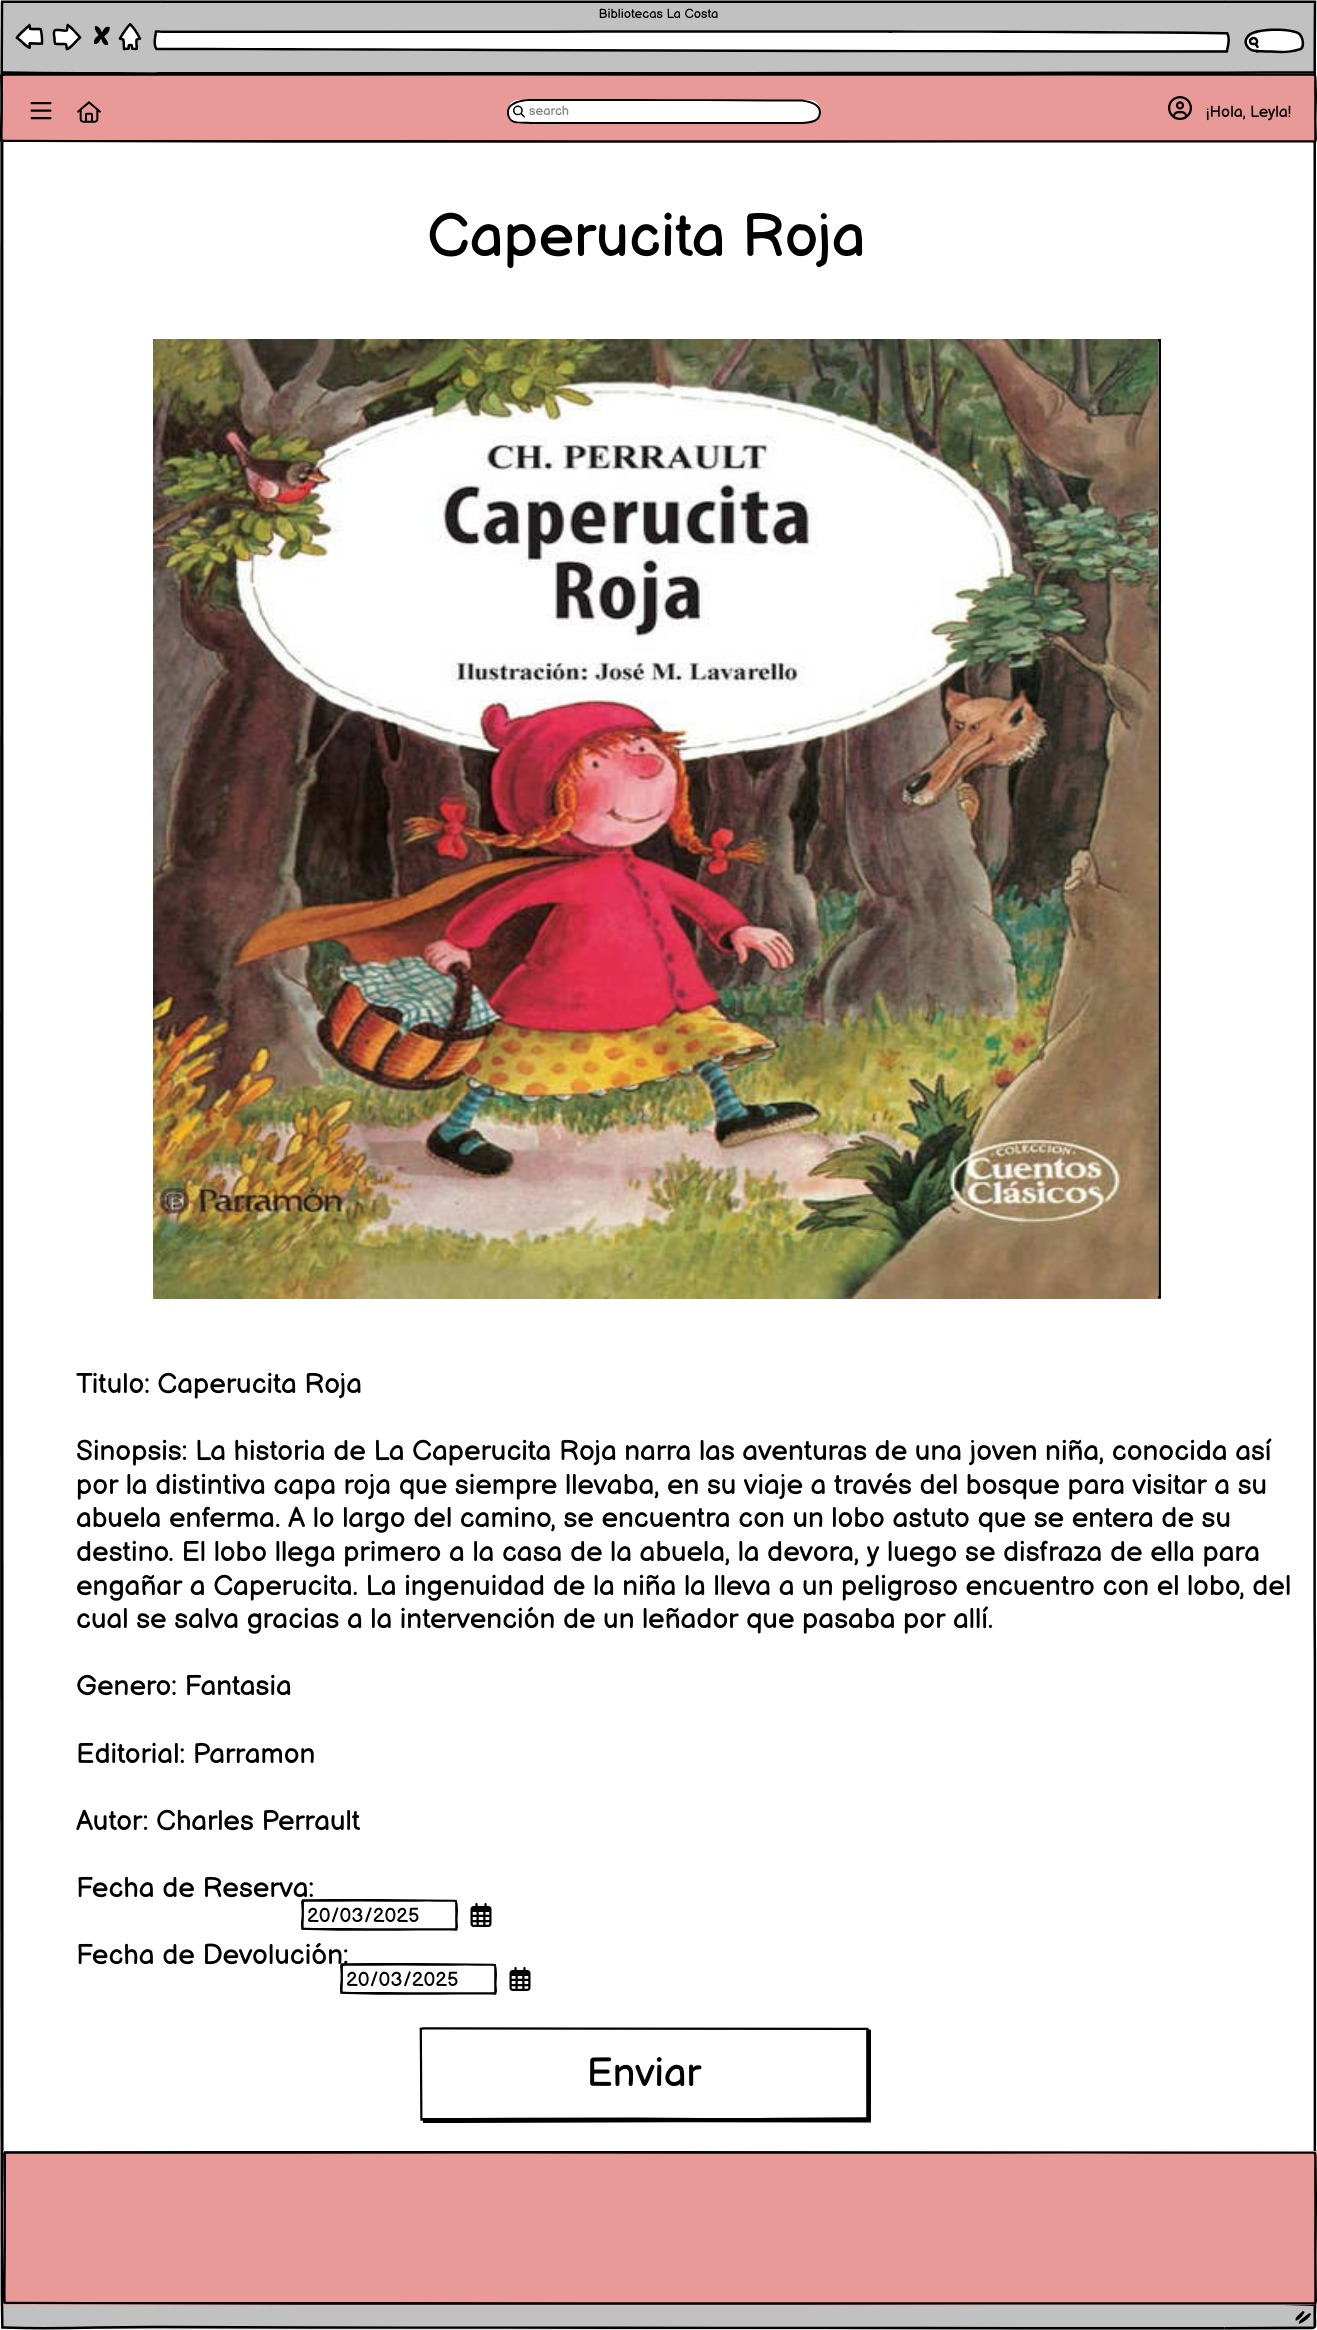 Bibliotecas La Costa
search
¡Hola, Leyla!
Caperucita Roja
CH. PERRAULT
Caperucita
Roja
Ilustración: José M. Lavarello
COLECCIÓN
Cuentos
Clásicos
Parramón
Titulo: Caperucita Roja
Sinopsis: La historia de La Caperucita Roja narra las aventuras de una joven niña, conocida así
por la distintiva capa roja que siempre llevaba, en su viaje a través del bosque para visitar a su
abuela enferma. A lo largo del camino, se encuentra con un lobo astuto que se entera de su
destino. El lobo llega primero a la casa de la abuela, la devora, y luego se disfraza de ella para
engañar a Caperucita. La ingenuidad de la niña la lleva a un peligroso encuentro con el lobo, del
cual se salva gracias a la intervención de un leñador que pasaba por allí.
Genero: Fantasia
Editorial: Parramon
Autor: Charles Perrault
Fecha de Reserva:
20/03/2025
Fecha de Devolución:
20/03/2025
Enviar